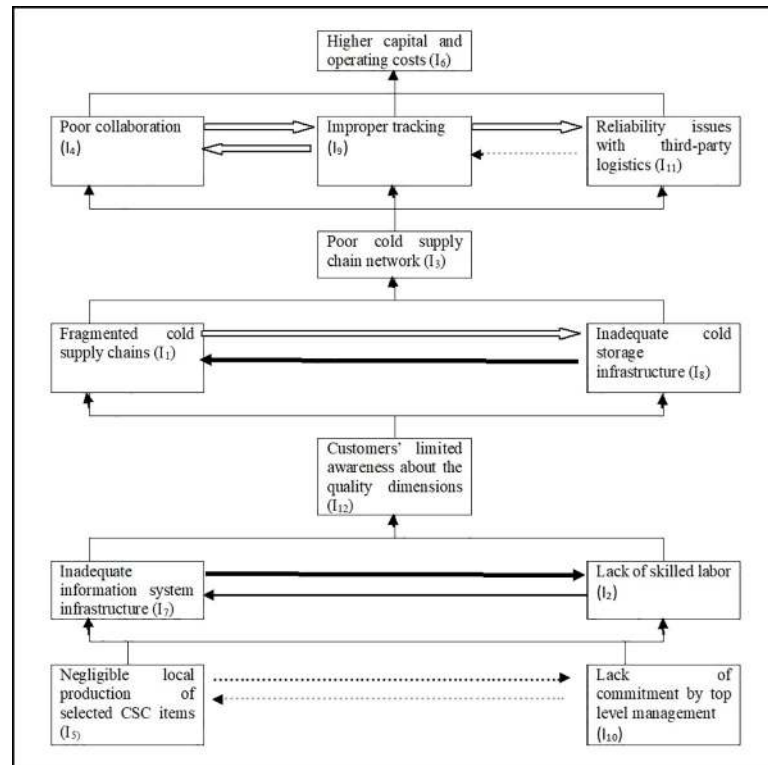 Higher capital and
operating costs (I₆)
Poor collaboration
(I₄)
Improper tracking
(I₉)
Reliability issues
with third-party
logistics (I₁₁)
Poor cold supply
chain network (I₃)
Fragmented cold
supply chains (I₁)
Inadequate cold
storage
infrastructure (I₈)
Customers' limited
awareness about the
quality dimensions
(I₁₂)
Inadequate
information system
infrastructure (I₇)
Lack of skilled labor
(I₂)
Negligible local
production of
selected CSC items
(I₅)
Lack of
commitment by top
level management
(I₁₀)